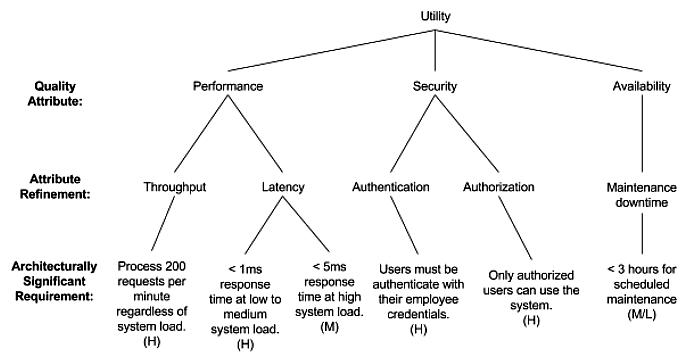 Utility
Quality
Attribute:
Performance
Security
Availability
Attribute
Refinement:
Throughput
Latency
Authentication
Authorization
Maintenance
downtime
Architecturally
Significant
Requirement:
Process 200
requests per
minute
regardless of
system load.
(H)
< 1ms
response
time at low to
medium
system load.
(H)
< 5ms
response
time at high
system load.
(M)
Users must be
authenticate with
their employee
credentials.
(H)
Only authorized
users can use the
system.
(H)
< 3 hours for
scheduled
maintenance
(M/L)